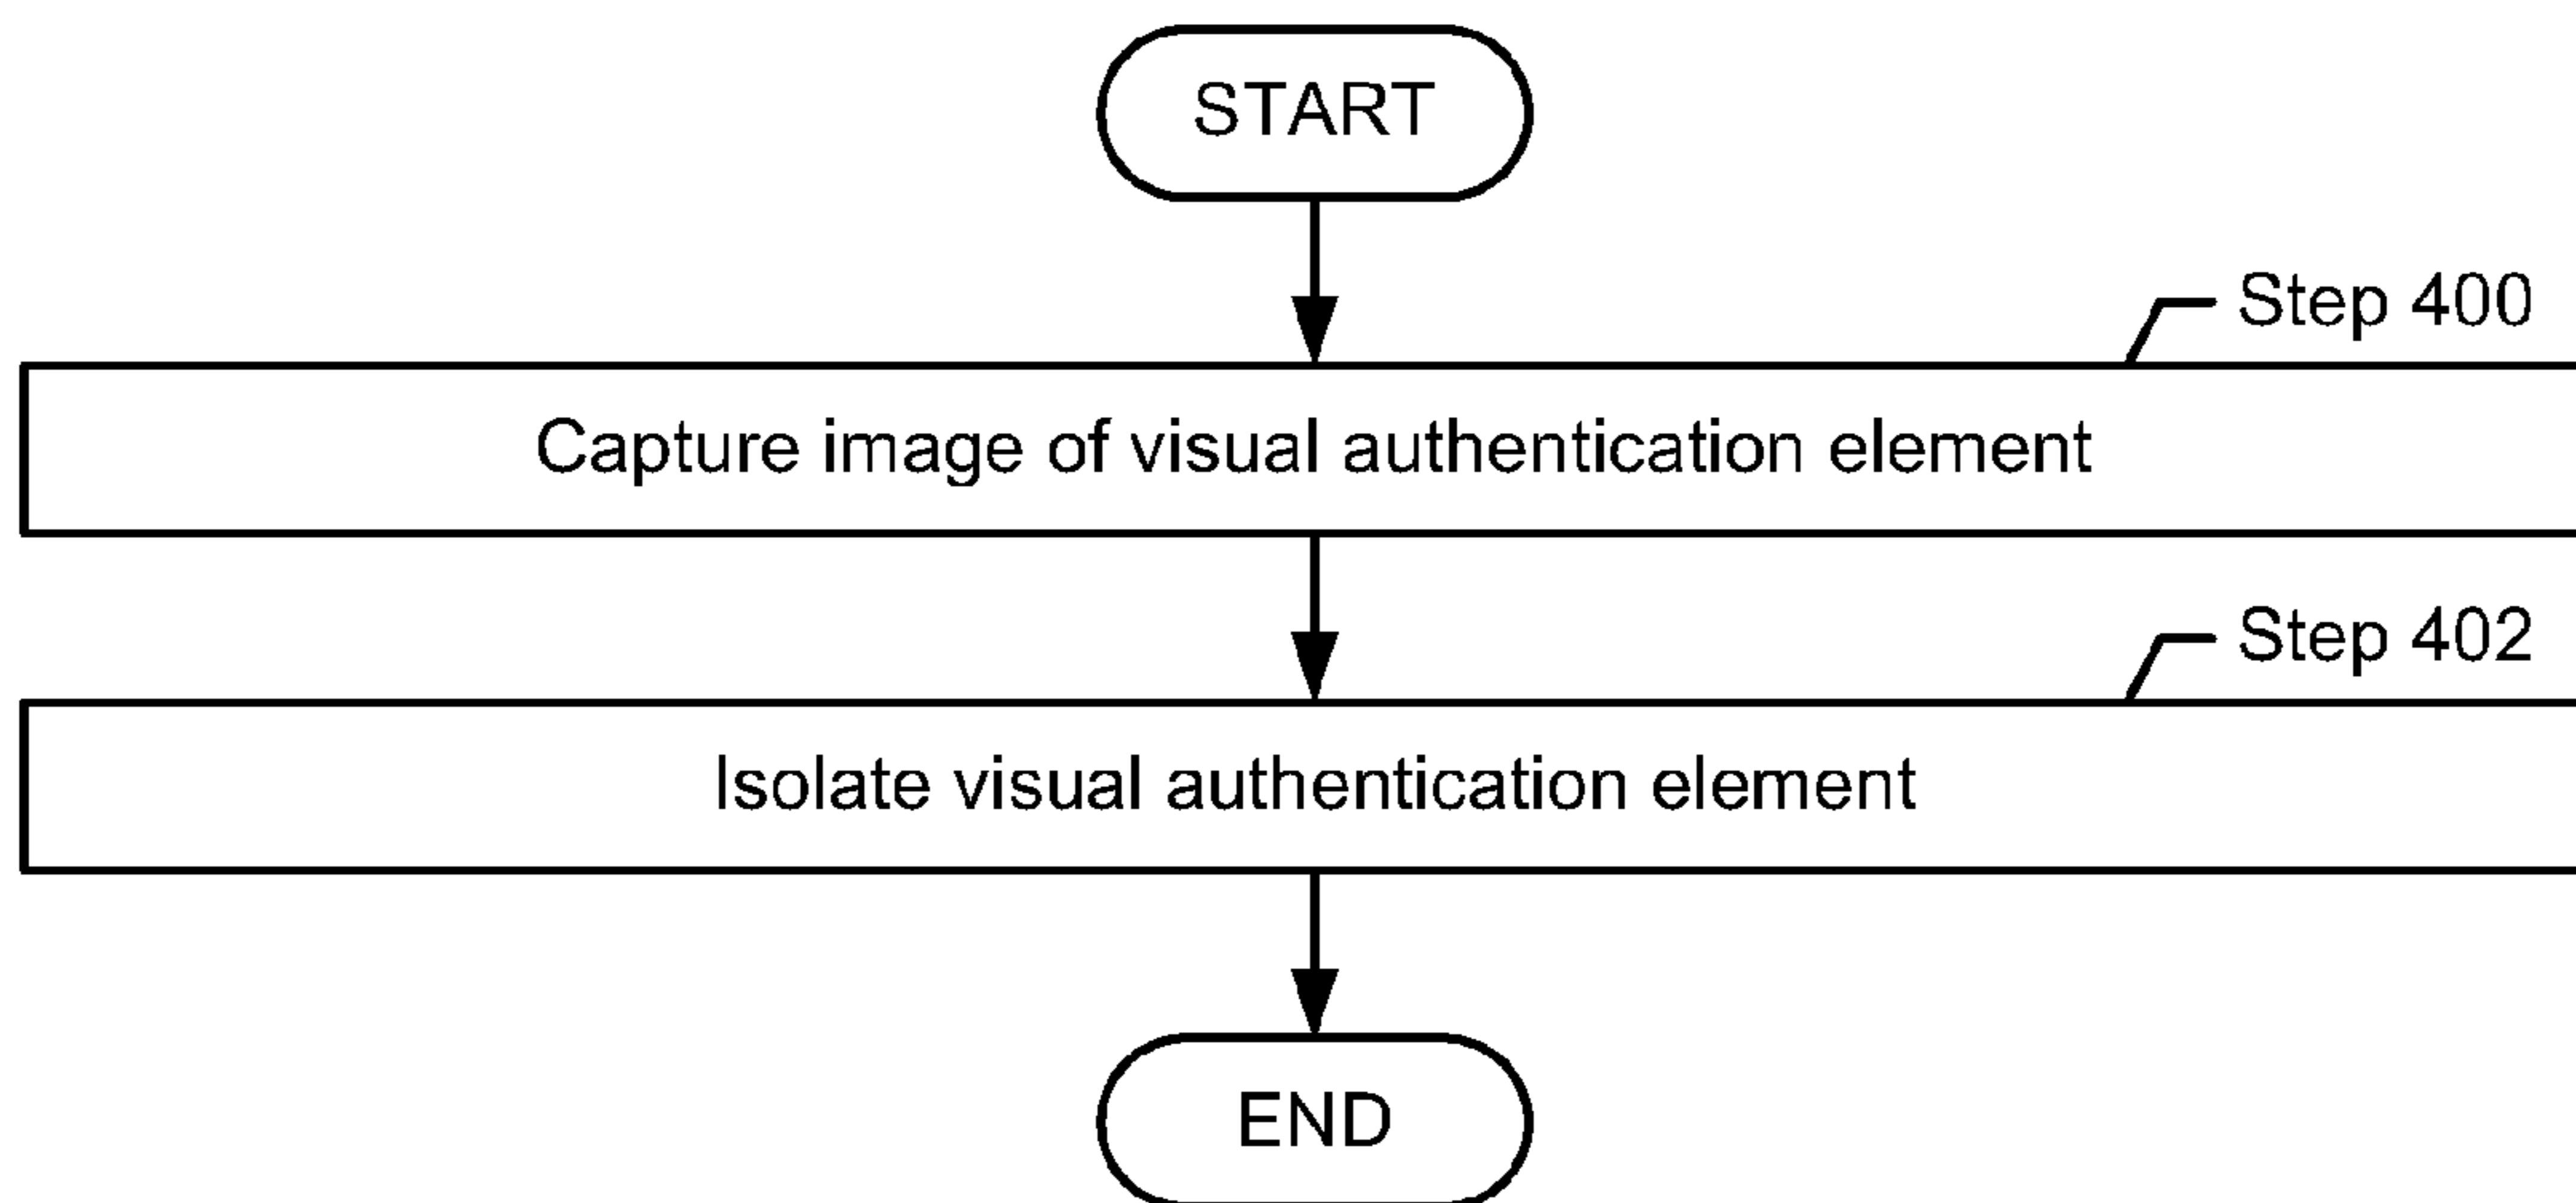 START
Step 400
Capture image of visual authentication element
Step 402
Isolate visual authentication element
END